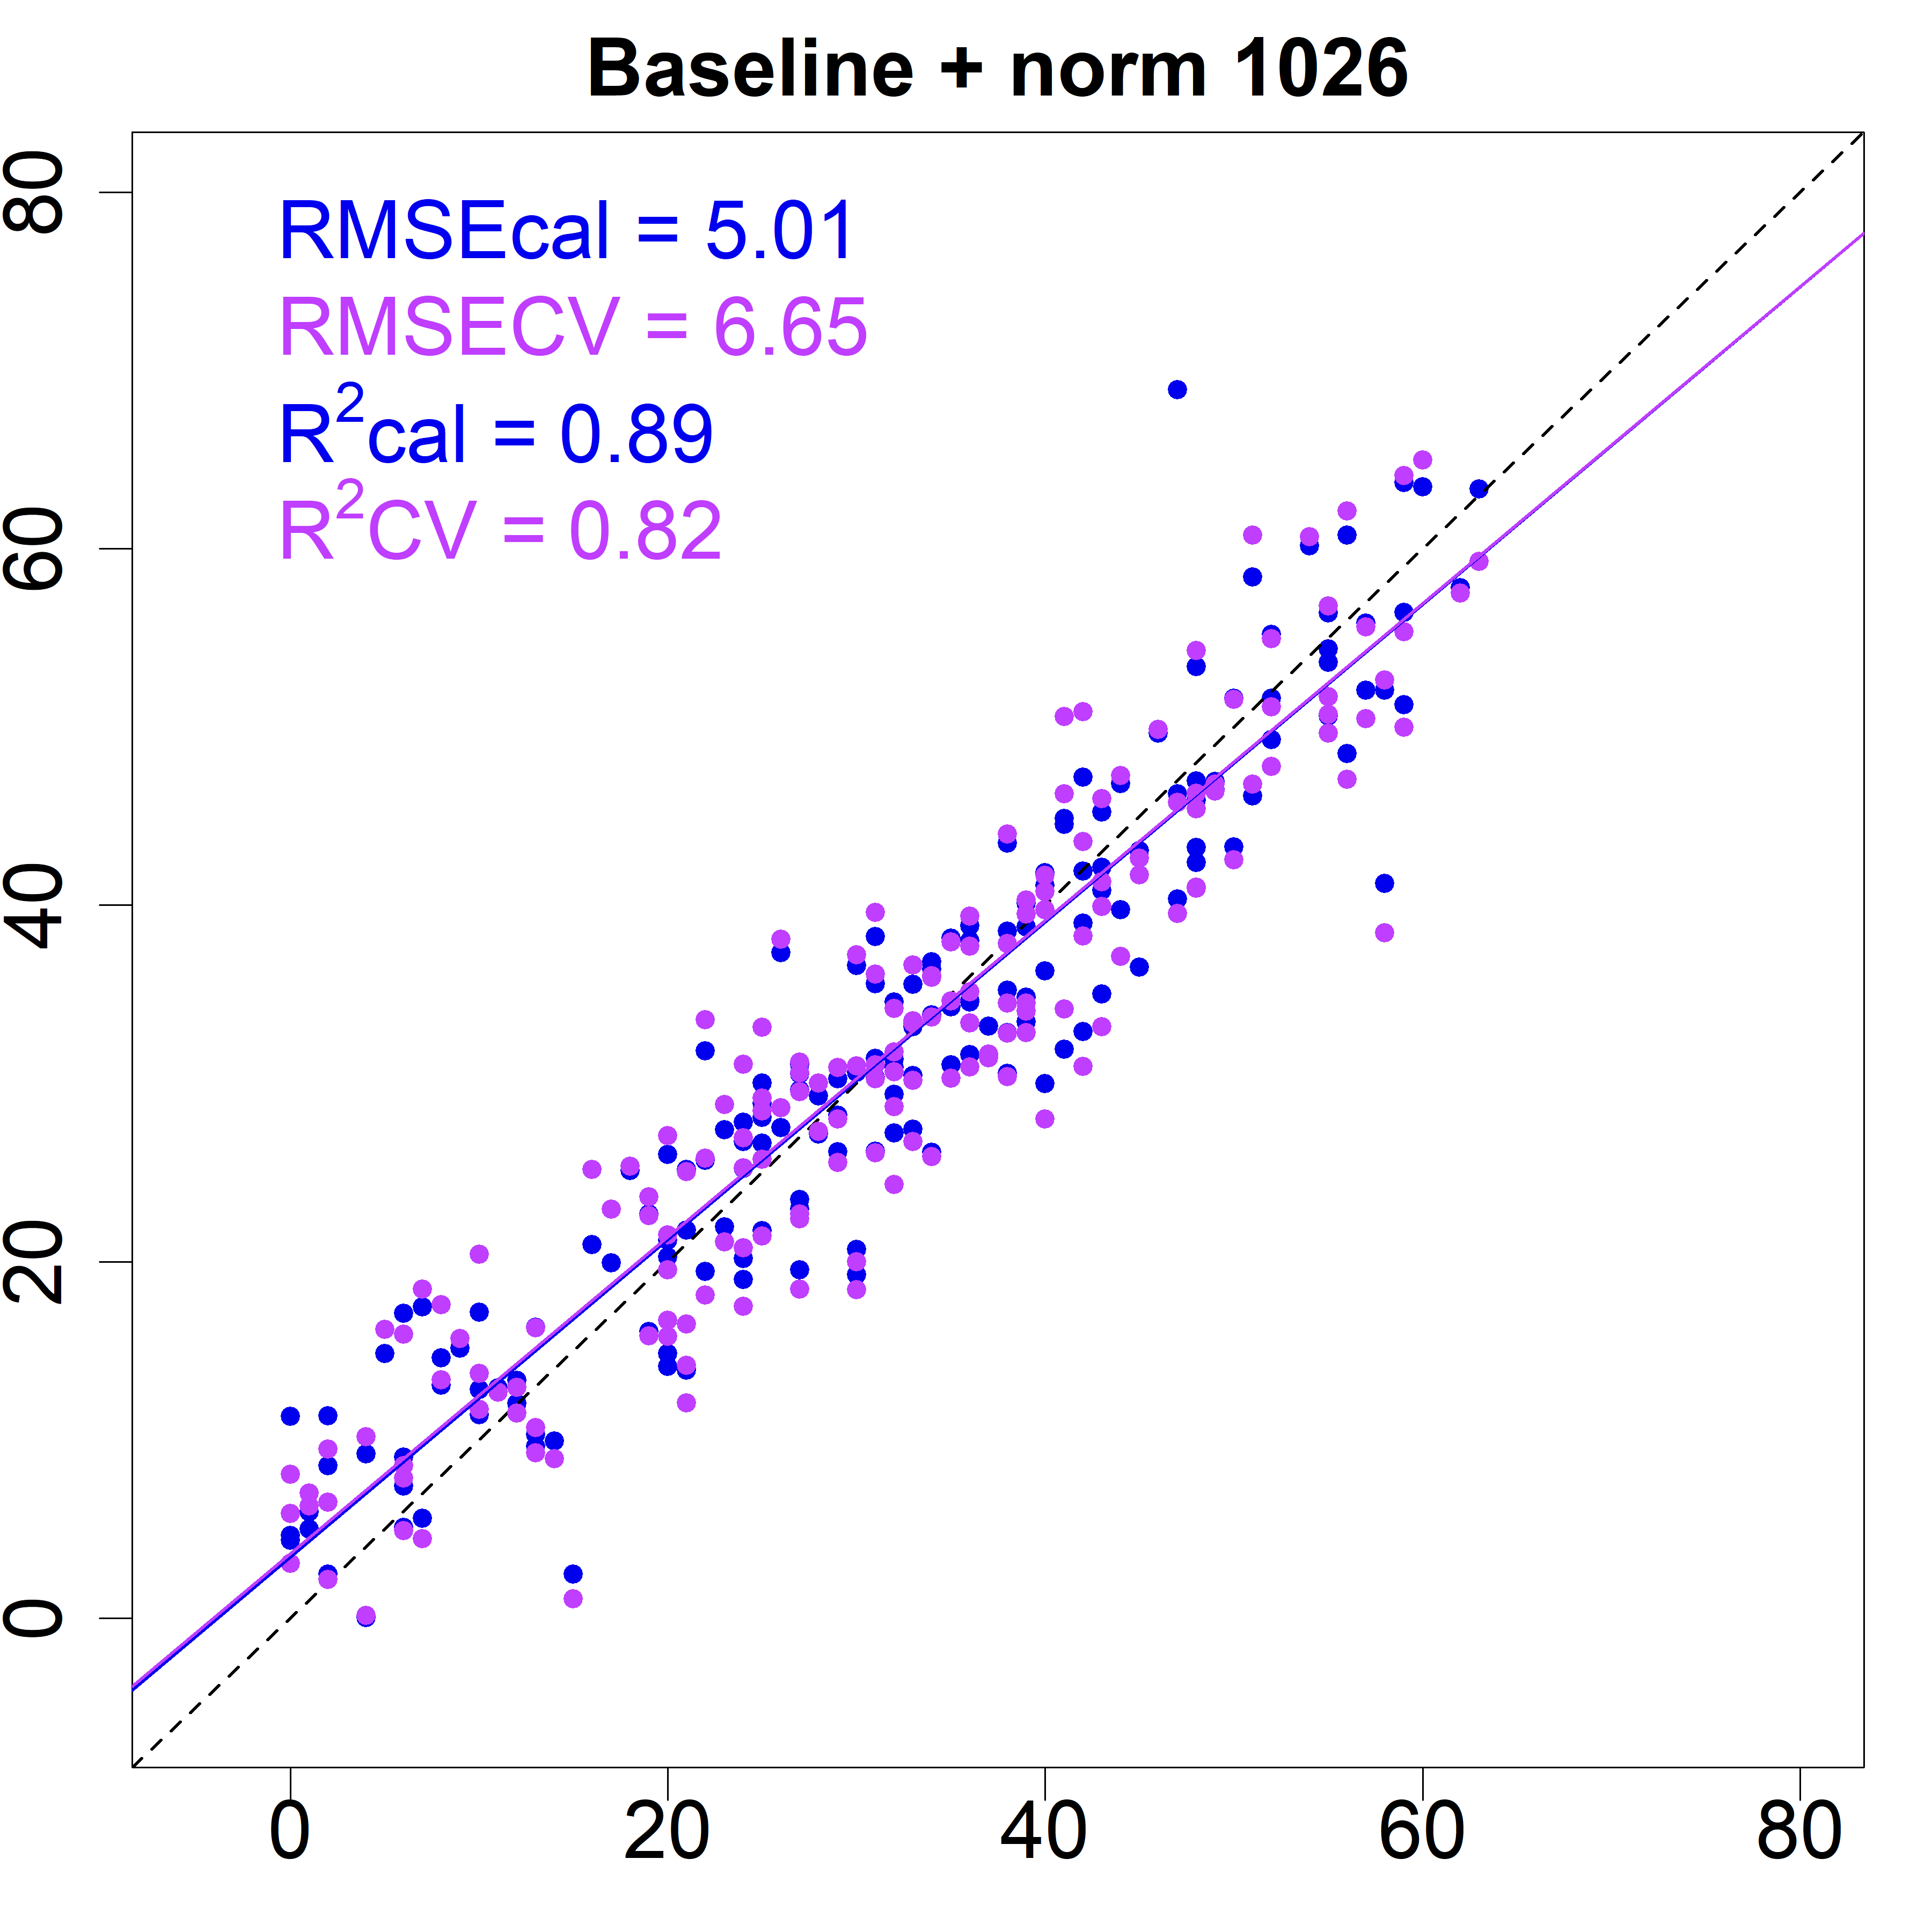 Baseline + norm 1026
RMSEcal = 5.01
RMSECV = 6.65
R²cal = 0.89
R²CV = 0.82
80
60
40
20
0
0 20 40 60 80